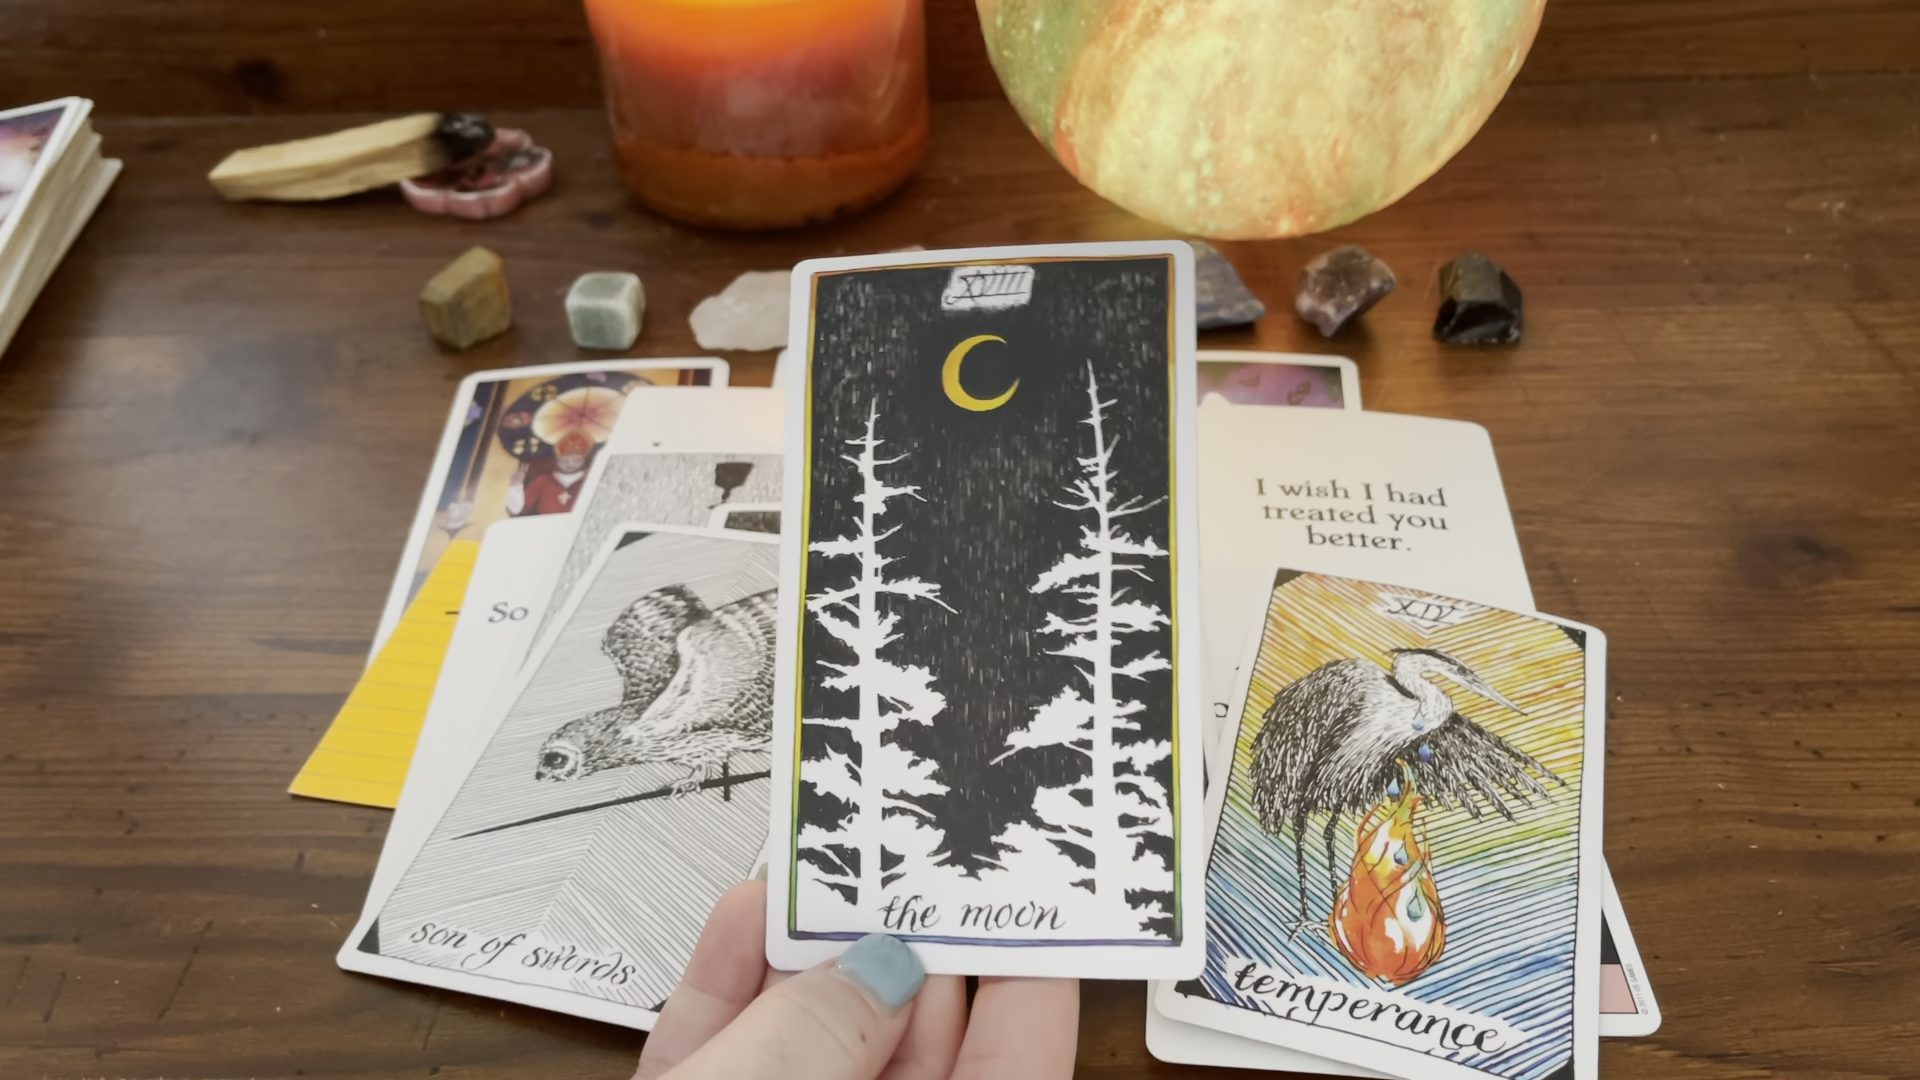 XVIII
I wish I had
treated you
better.
XIV
So
the moon
son of swords
temperance